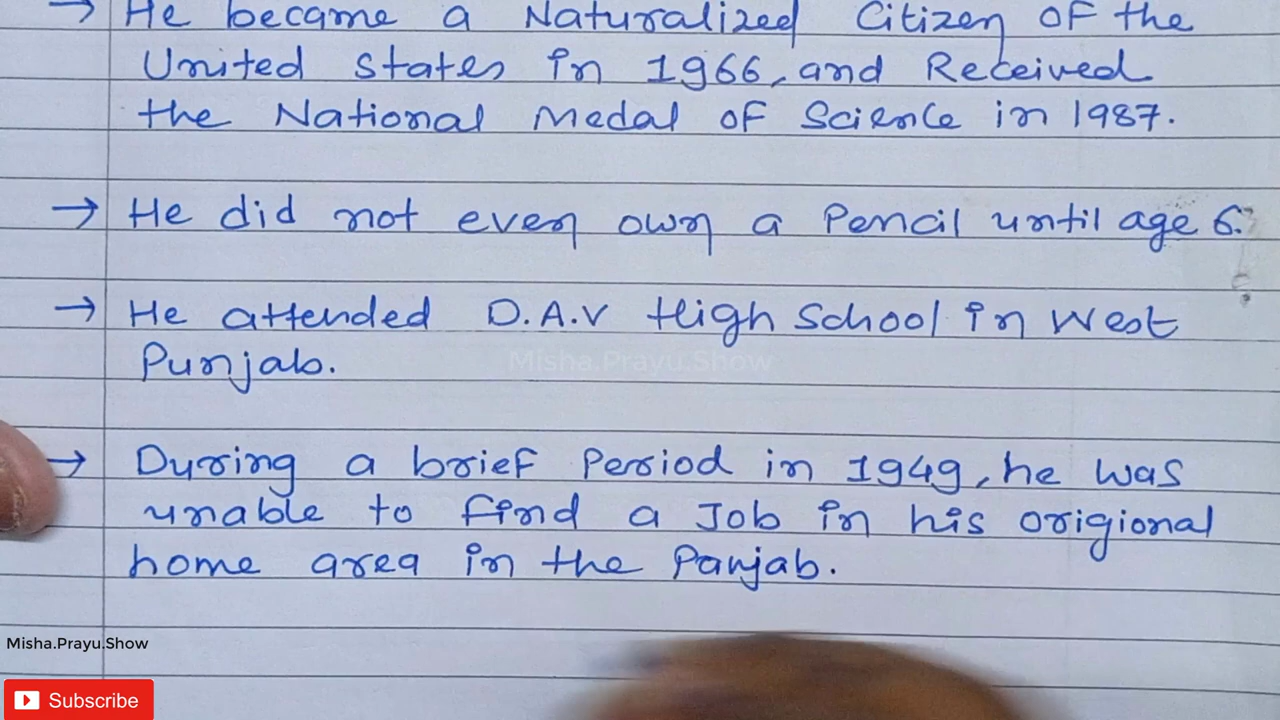 → He became a Naturalized Citizen of the
United States in 1966, and Received
the National Medal of Science in 1987.
→ He did not even own a Pencil until age 6.
→ He attended D.A.V High School in West
Punjab.
Misha.Prayu.Show
→ During a brief Period in 1949, he was
unable to find a Job in his origional
home area in the Panjab.
Misha.Prayu.Show
Subscribe